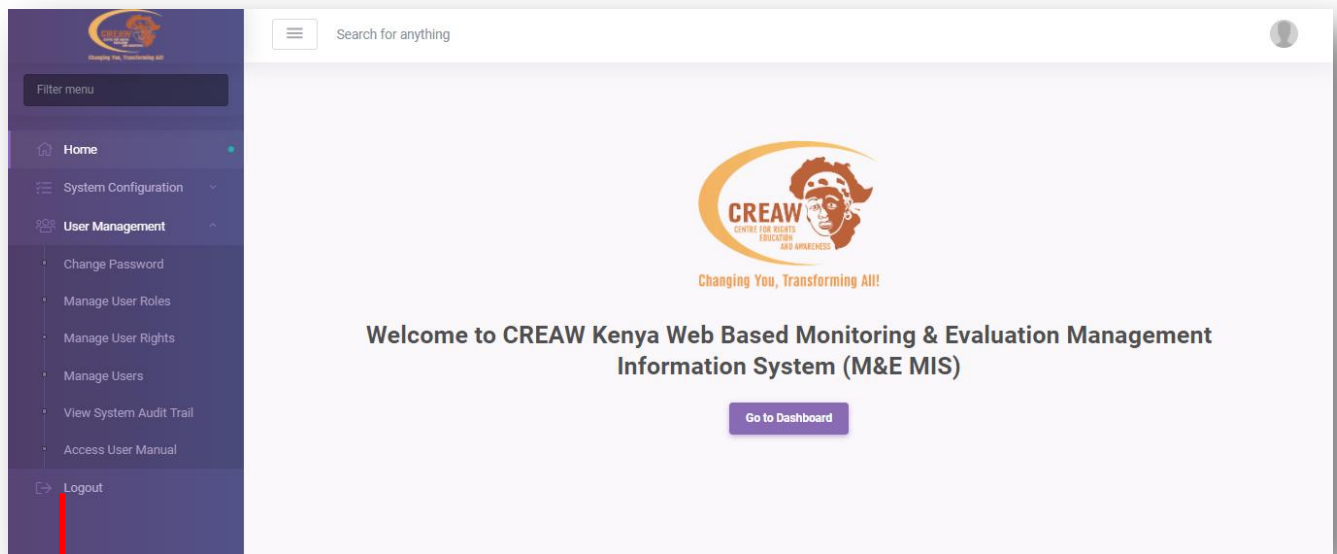 CREAW
Changing You, Transforming All!
Search for anything
Filter menu
Home
System Configuration
User Management
Change Password
Manage User Roles
Manage User Rights
Manage Users
View System Audit Trail
Access User Manual
Logout
CREAW
CENTRE FOR RIGHTS
EDUCATION
AND AWARENESS
Changing You, Transforming All!
Welcome to CREAW Kenya Web Based Monitoring & Evaluation Management
Information System (M&E MIS)
Go to Dashboard